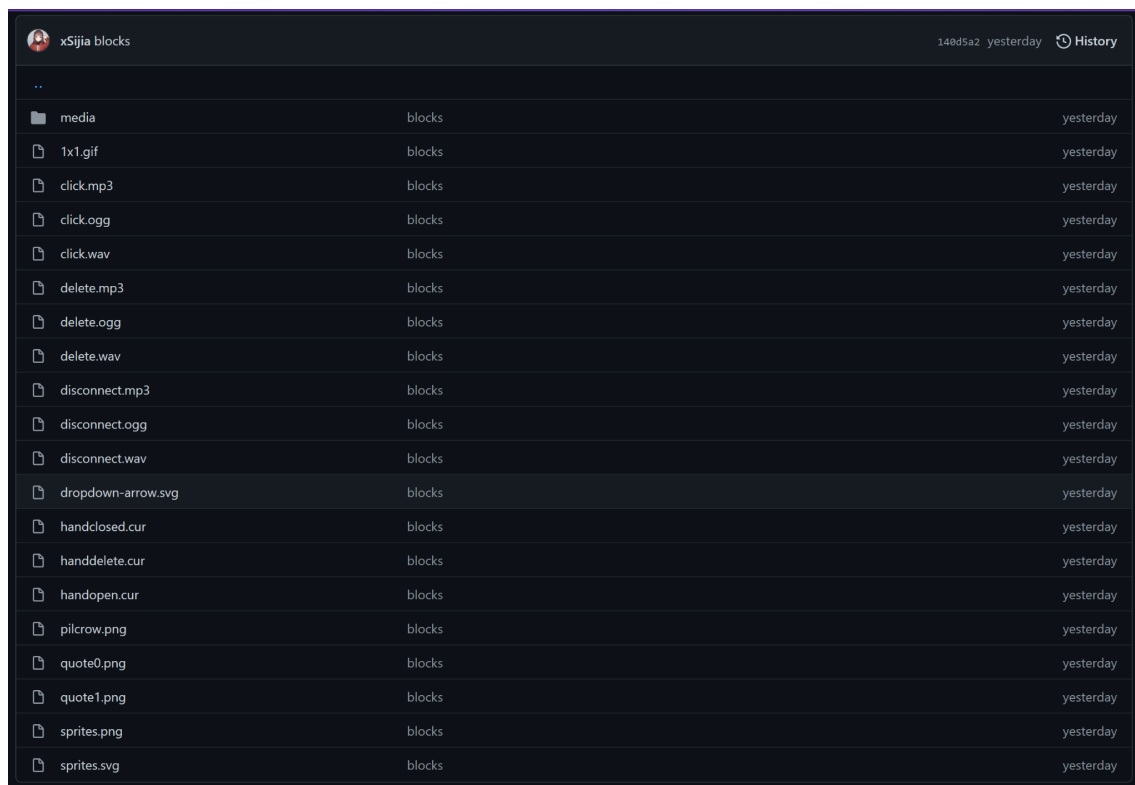 xSijia blocks 140d5a2 yesterday History
..
media blocks yesterday
1x1.gif blocks yesterday
click.mp3 blocks yesterday
click.ogg blocks yesterday
click.wav blocks yesterday
delete.mp3 blocks yesterday
delete.ogg blocks yesterday
delete.wav blocks yesterday
disconnect.mp3 blocks yesterday
disconnect.ogg blocks yesterday
disconnect.wav blocks yesterday
dropdown-arrow.svg blocks yesterday
handclosed.cur blocks yesterday
handdelete.cur blocks yesterday
handopen.cur blocks yesterday
pilcrow.png blocks yesterday
quote0.png blocks yesterday
quote1.png blocks yesterday
sprites.png blocks yesterday
sprites.svg blocks yesterday